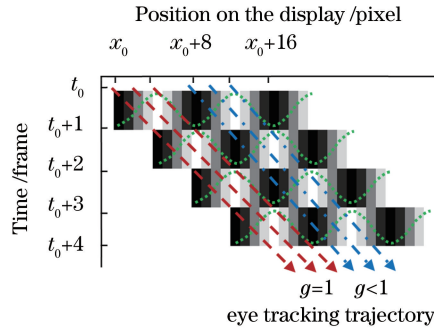 Position on the display /pixel
x0 x0+8 x0+16
Time /frame
t0
t0+1
t0+2
t0+3
t0+4
g=1 g<1
eye tracking trajectory